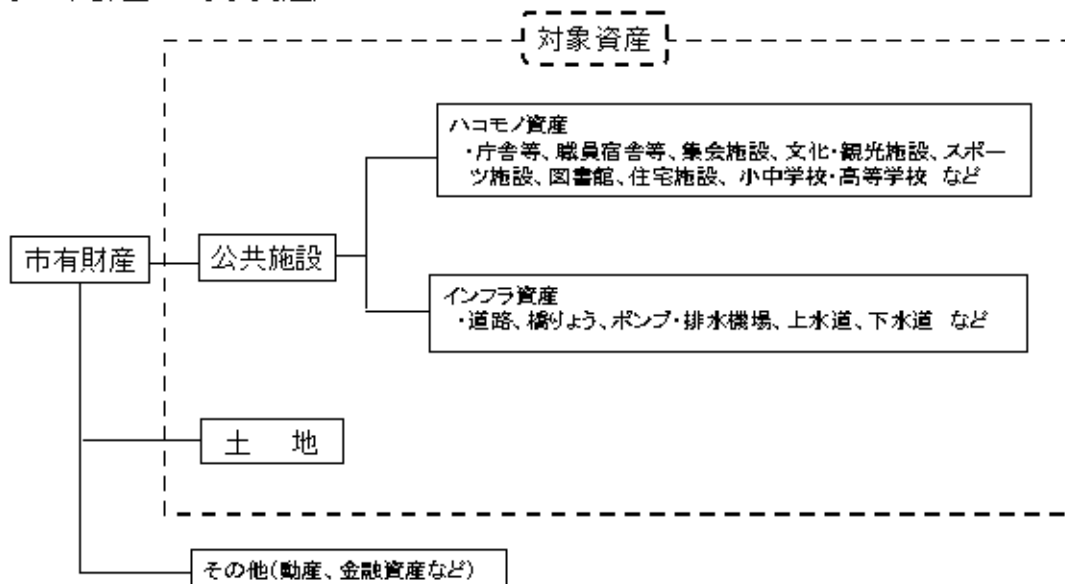 対象資産
ハコモノ資産
・庁舎等、職員宿舎等、集会施設、文化・観光施設、スポー
ツ施設、図書館、住宅施設、小中学校・高等学校 など
市有財産
公共施設
インフラ資産
・道路、橋りょう、ポンプ・排水機場、上水道、下水道 など
土 地
その他(動産、金融資産など)